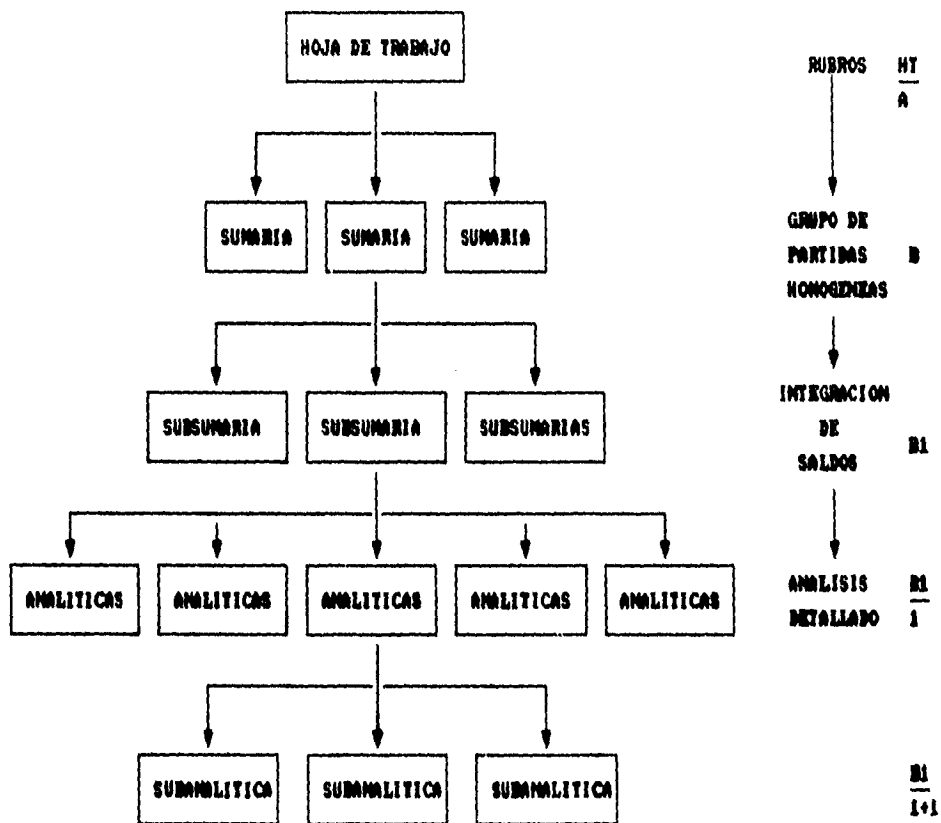 HOJA DE TRABAJO
RUBROS HT
A
SUMARIA SUMARIA SUMARIA
GRUPO DE
PARTIDAS B
HOMOGENEAS
SUBSUMARIA SUBSUMARIA SUBSUMARIAS
INTEGRACION
DE
SALDOS B1
ANALITICAS ANALITICAS ANALITICAS ANALITICAS ANALITICAS
ANALISIS B1
DETALLADO 1
SUBANALITICA SUBANALITICA SUBANALITICA
B1
1+1